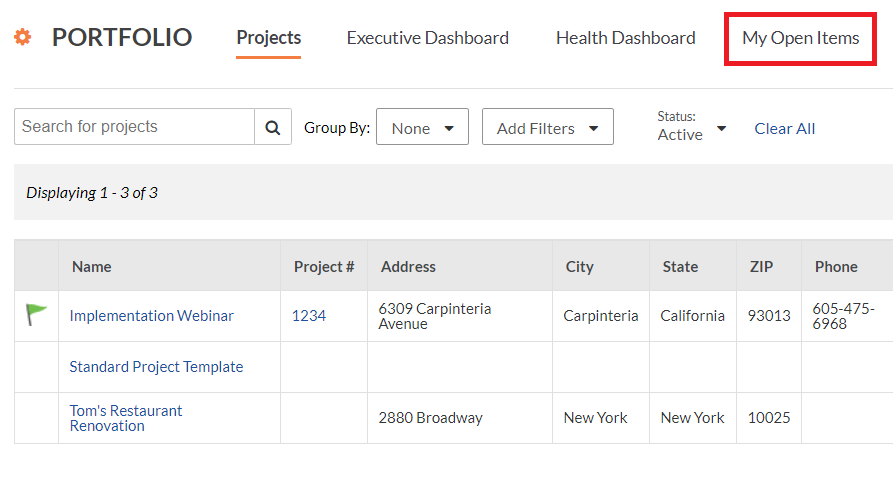 PORTFOLIO Projects Executive Dashboard Health Dashboard My Open Items
Search for projects Group By: None Add Filters Status: Active Clear All
Displaying 1 - 3 of 3
Name Project # Address City State ZIP Phone
Implementation Webinar 1234 6309 Carpinteria Avenue Carpinteria California 93013 605-475-6968
Standard Project Template
Tom's Restaurant Renovation 2880 Broadway New York New York 10025